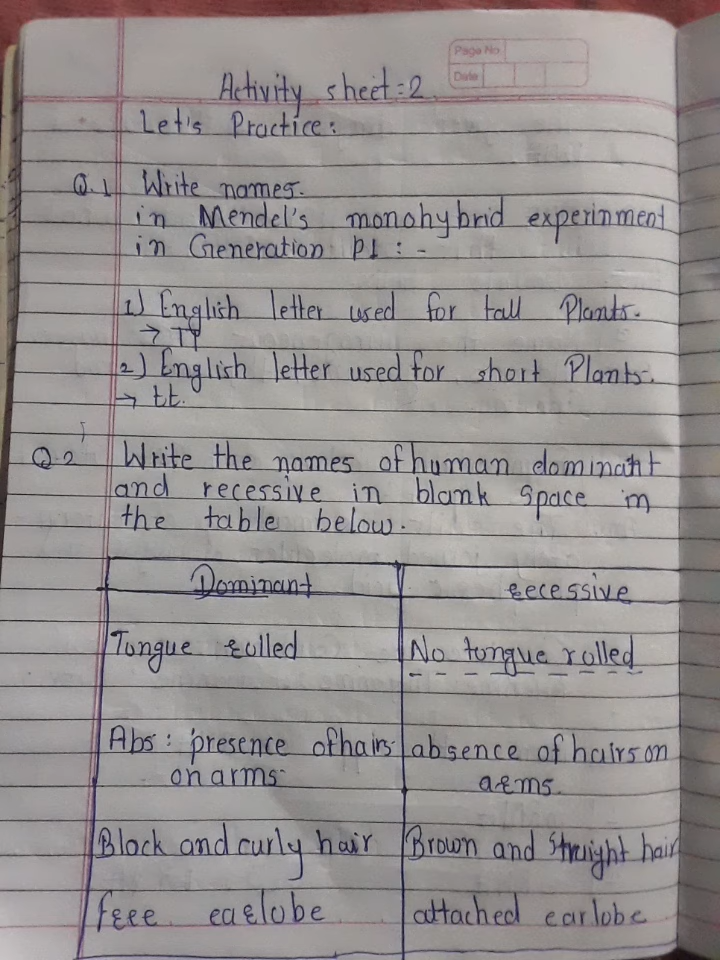 Page No
Date
Activity sheet:2
Let's Practice:
Q.1 Write names.
in Mendel's monohybrid experinment
in Generation P1 : -
1) English letter used for tall Plants.
→ TT
2) English letter used for short Plants.
→ tt.
Q.2 Write the names of human dominant
and recessive in blank space in
the table below.
Dominant recessive
Tongue rulled No tongue rolled
Abs : presence of hairs absence of hairs on
on arms arms.
Black and curly hair Brown and Straight hair
free earlobe attached earlobe